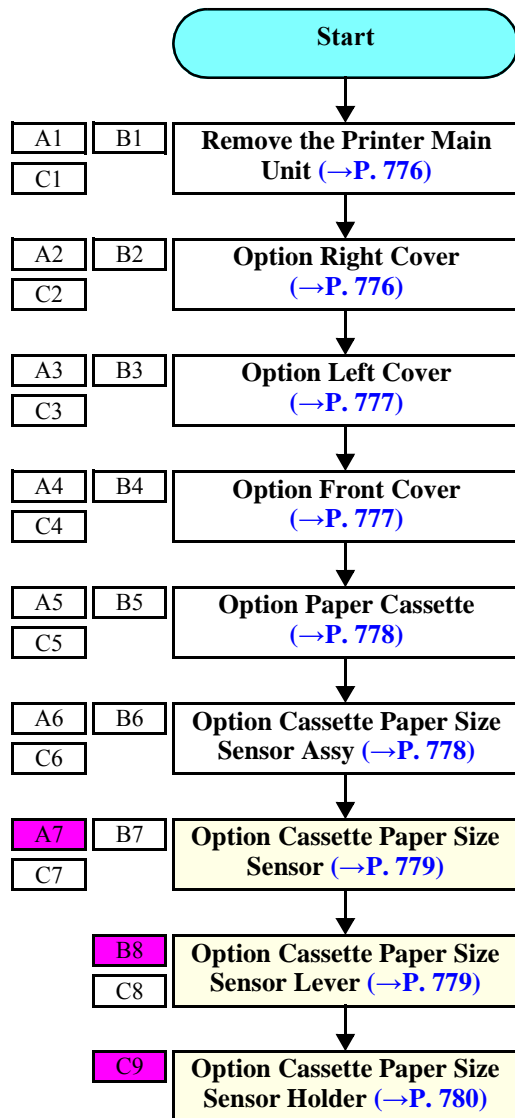 Start
A1 B1 Remove the Printer Main
C1 Unit (→P. 776)
A2 B2 Option Right Cover
C2 (→P. 776)
A3 B3 Option Left Cover
C3 (→P. 777)
A4 B4 Option Front Cover
C4 (→P. 777)
A5 B5 Option Paper Cassette
C5 (→P. 778)
A6 B6 Option Cassette Paper Size
C6 Sensor Assy (→P. 778)
A7 B7 Option Cassette Paper Size
C7 Sensor (→P. 779)
B8 Option Cassette Paper Size
C8 Sensor Lever (→P. 779)
C9 Option Cassette Paper Size
Sensor Holder (→P. 780)